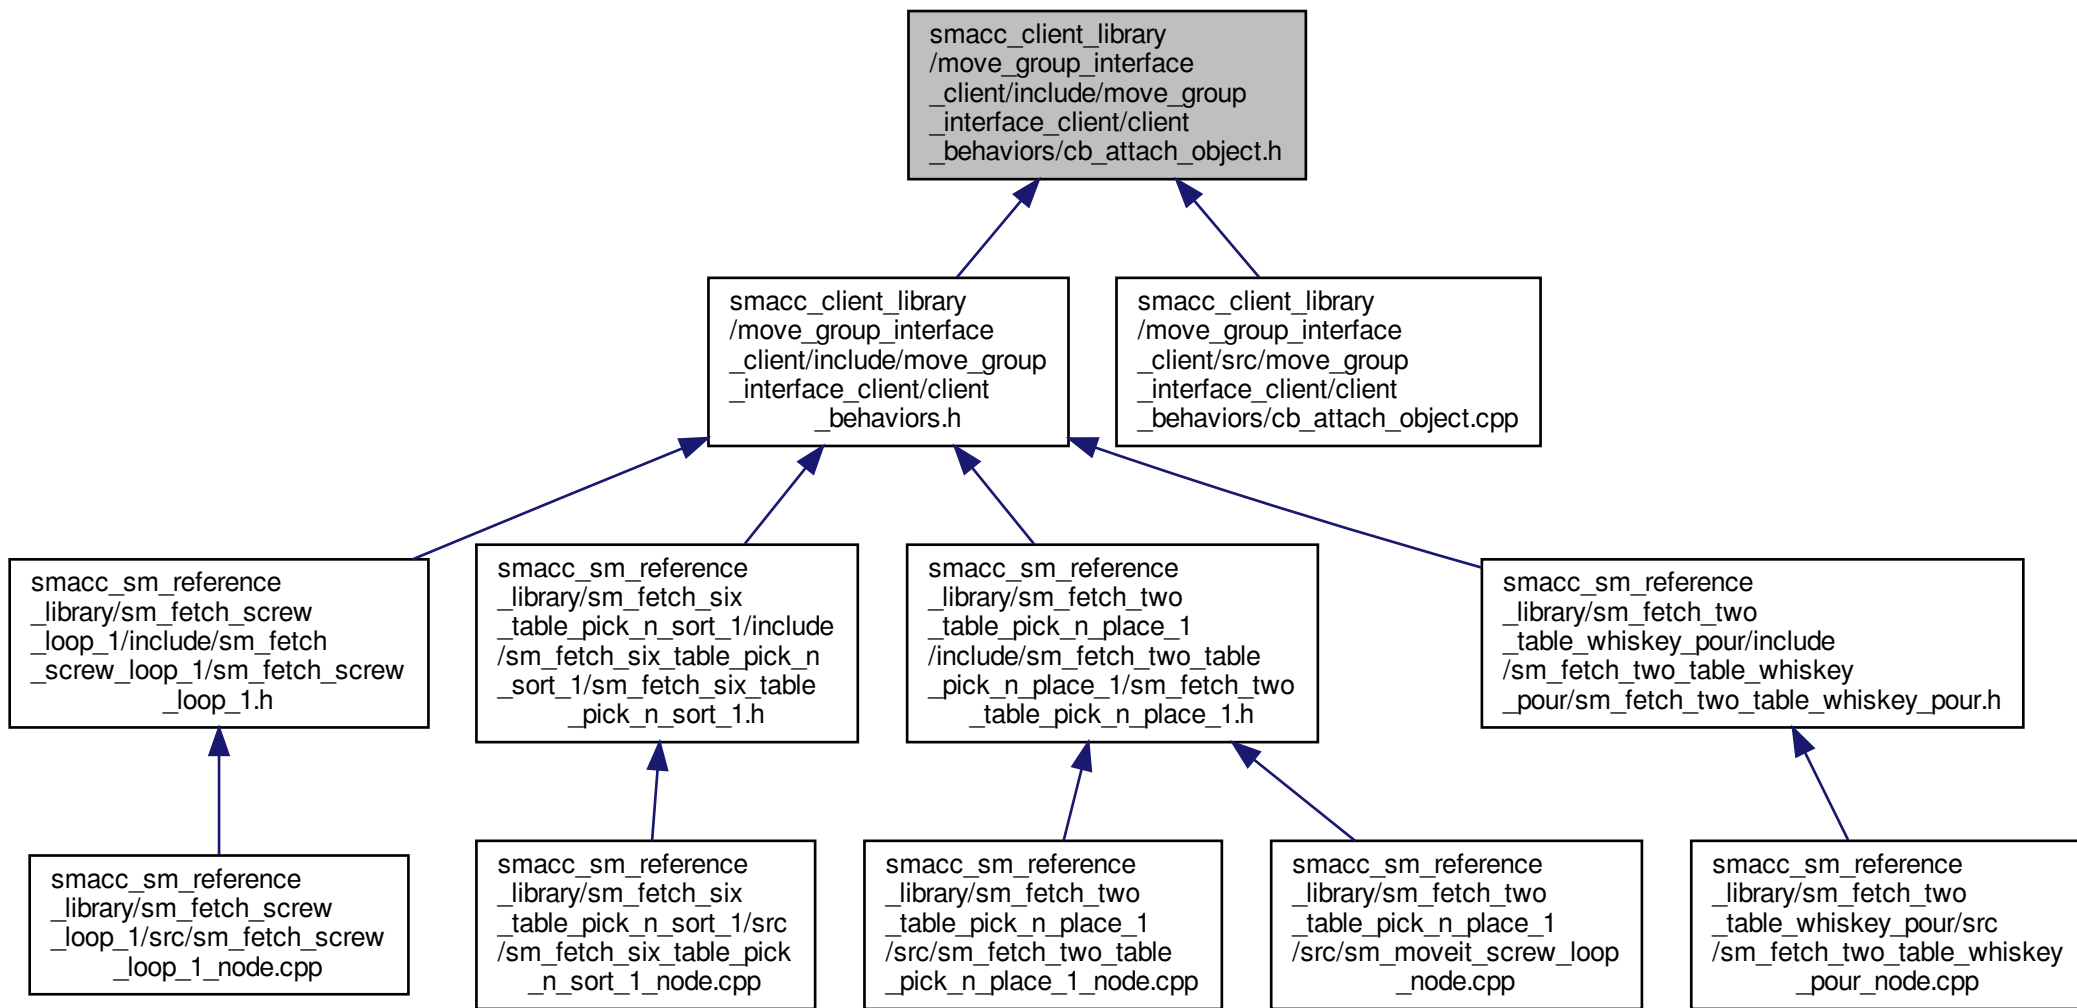 smacc_client_library
/move_group_interface
_client/include/move_group
_interface_client/client
_behaviors/cb_attach_object.h
smacc_client_library
/move_group_interface
_client/include/move_group
_interface_client/client
_behaviors.h
smacc_client_library
/move_group_interface
_client/src/move_group
_interface_client/client
_behaviors/cb_attach_object.cpp
smacc_sm_reference
_library/sm_fetch_screw
_loop_1/include/sm_fetch
_screw_loop_1/sm_fetch_screw
_loop_1.h
smacc_sm_reference
_library/sm_fetch_six
_table_pick_n_sort_1/include
/sm_fetch_six_table_pick_n
_sort_1/sm_fetch_six_table
_pick_n_sort_1.h
smacc_sm_reference
_library/sm_fetch_two
_table_pick_n_place_1
/include/sm_fetch_two_table
_pick_n_place_1/sm_fetch_two
_table_pick_n_place_1.h
smacc_sm_reference
_library/sm_fetch_two
_table_whiskey_pour/include
/sm_fetch_two_table_whiskey
_pour/sm_fetch_two_table_whiskey_pour.h
smacc_sm_reference
_library/sm_fetch_screw
_loop_1/src/sm_fetch_screw
_loop_1_node.cpp
smacc_sm_reference
_library/sm_fetch_six
_table_pick_n_sort_1/src
/sm_fetch_six_table_pick
_n_sort_1_node.cpp
smacc_sm_reference
_library/sm_fetch_two
_table_pick_n_place_1
/src/sm_fetch_two_table
_pick_n_place_1_node.cpp
smacc_sm_reference
_library/sm_fetch_two
_table_pick_n_place_1
/src/sm_moveit_screw_loop
_node.cpp
smacc_sm_reference
_library/sm_fetch_two
_table_whiskey_pour/src
/sm_fetch_two_table_whiskey
_pour_node.cpp